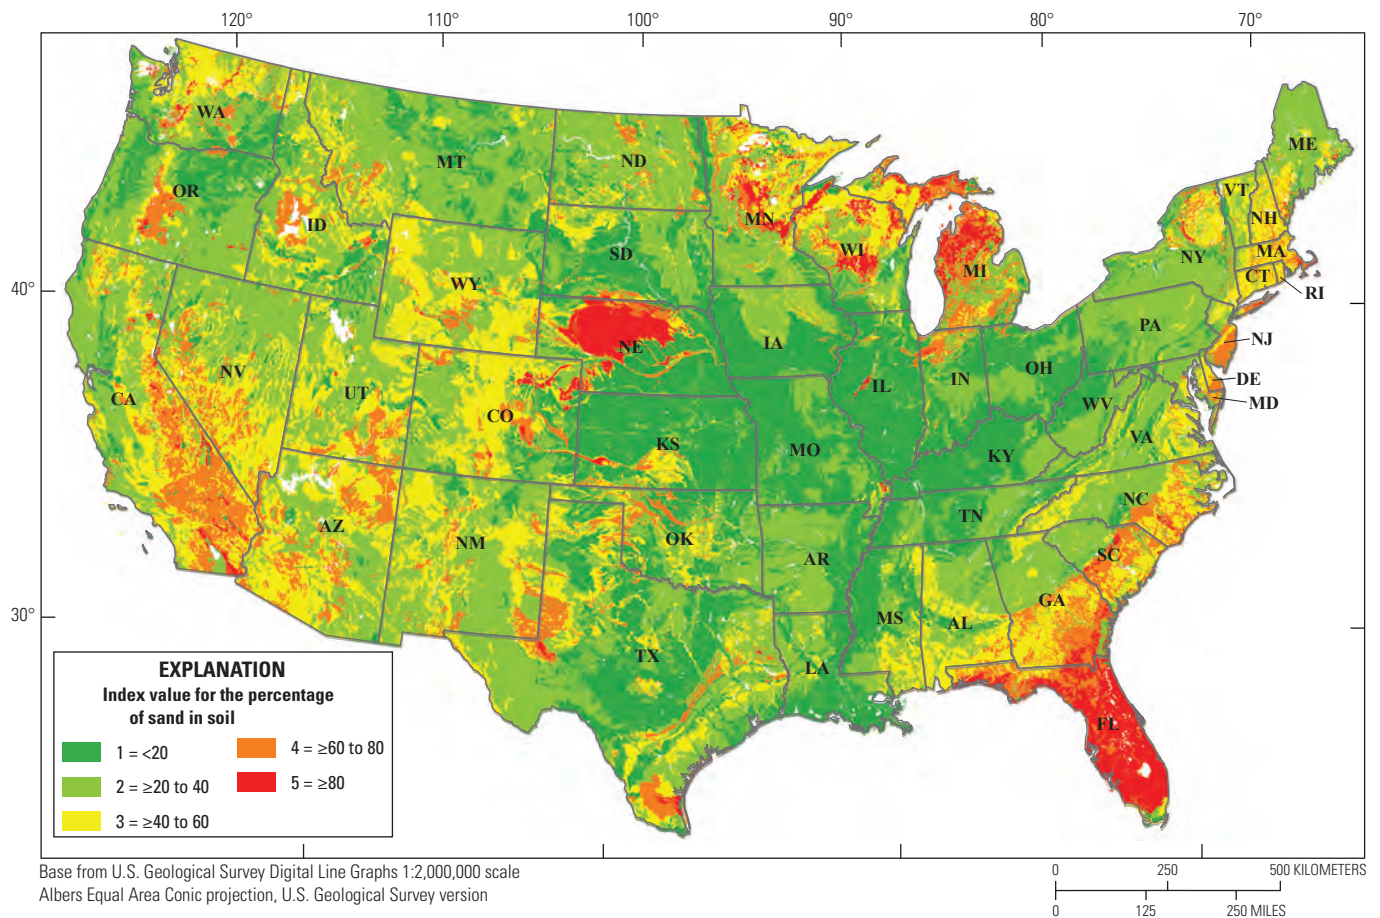 120° 110° 100° 90° 80° 70°
WA
MT
ND
ME
OR
ID
MN
VT
NH
SD
WI
NY
MA
MI
CT
WY
RI
40°
PA
NE
IA
NJ
OH
NV
IN
IL
UT
DE
CA
WV
MD
CO
VA
KS
MO
KY
NC
TN
AZ
OK
NM
SC
AR
GA
30°
MS
AL
TX
LA
FL
EXPLANATION
Index value for the percentage
of sand in soil
1 = <20
2 = ≥20 to 40
3 = ≥40 to 60
4 = ≥60 to 80
5 = ≥80
Base from U.S. Geological Survey Digital Line Graphs 1:2,000,000 scale
Albers Equal Area Conic projection, U.S. Geological Survey version
0 250 500 KILOMETERS
0 125 250 MILES